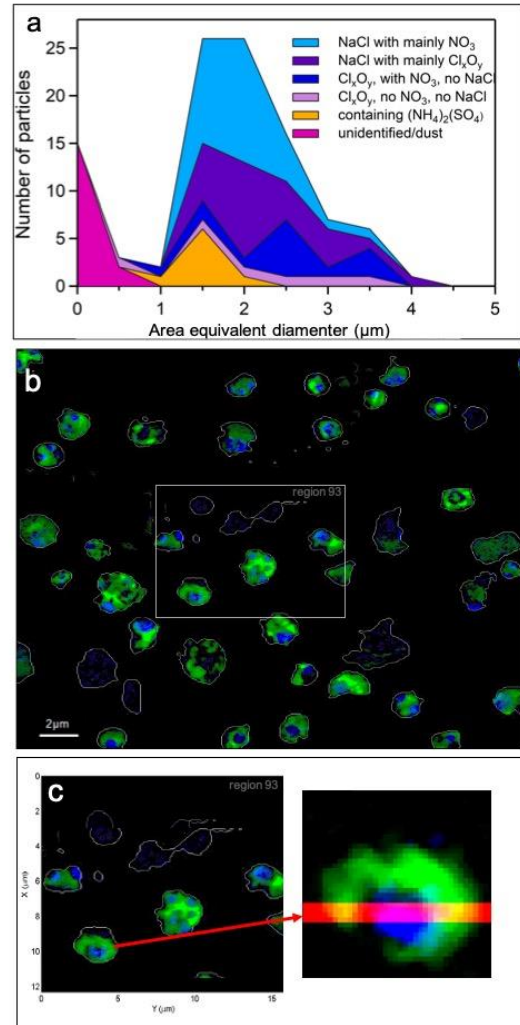 a
25
20
15
10
5
0
Number of particles
NaCl with mainly NO3
NaCl with mainly ClxOy
ClxOy, with NO3, no NaCl
ClxOy, no NO3, no NaCl
containing (NH4)2(SO4)
unidentified/dust
0 1 2 3 4 5
Area equivalent diamenter (μm)
b
region 93
2μm
c
region 93
0
2
4
6
8
10
12
X (μm)
0 5 10 15
Y (μm)